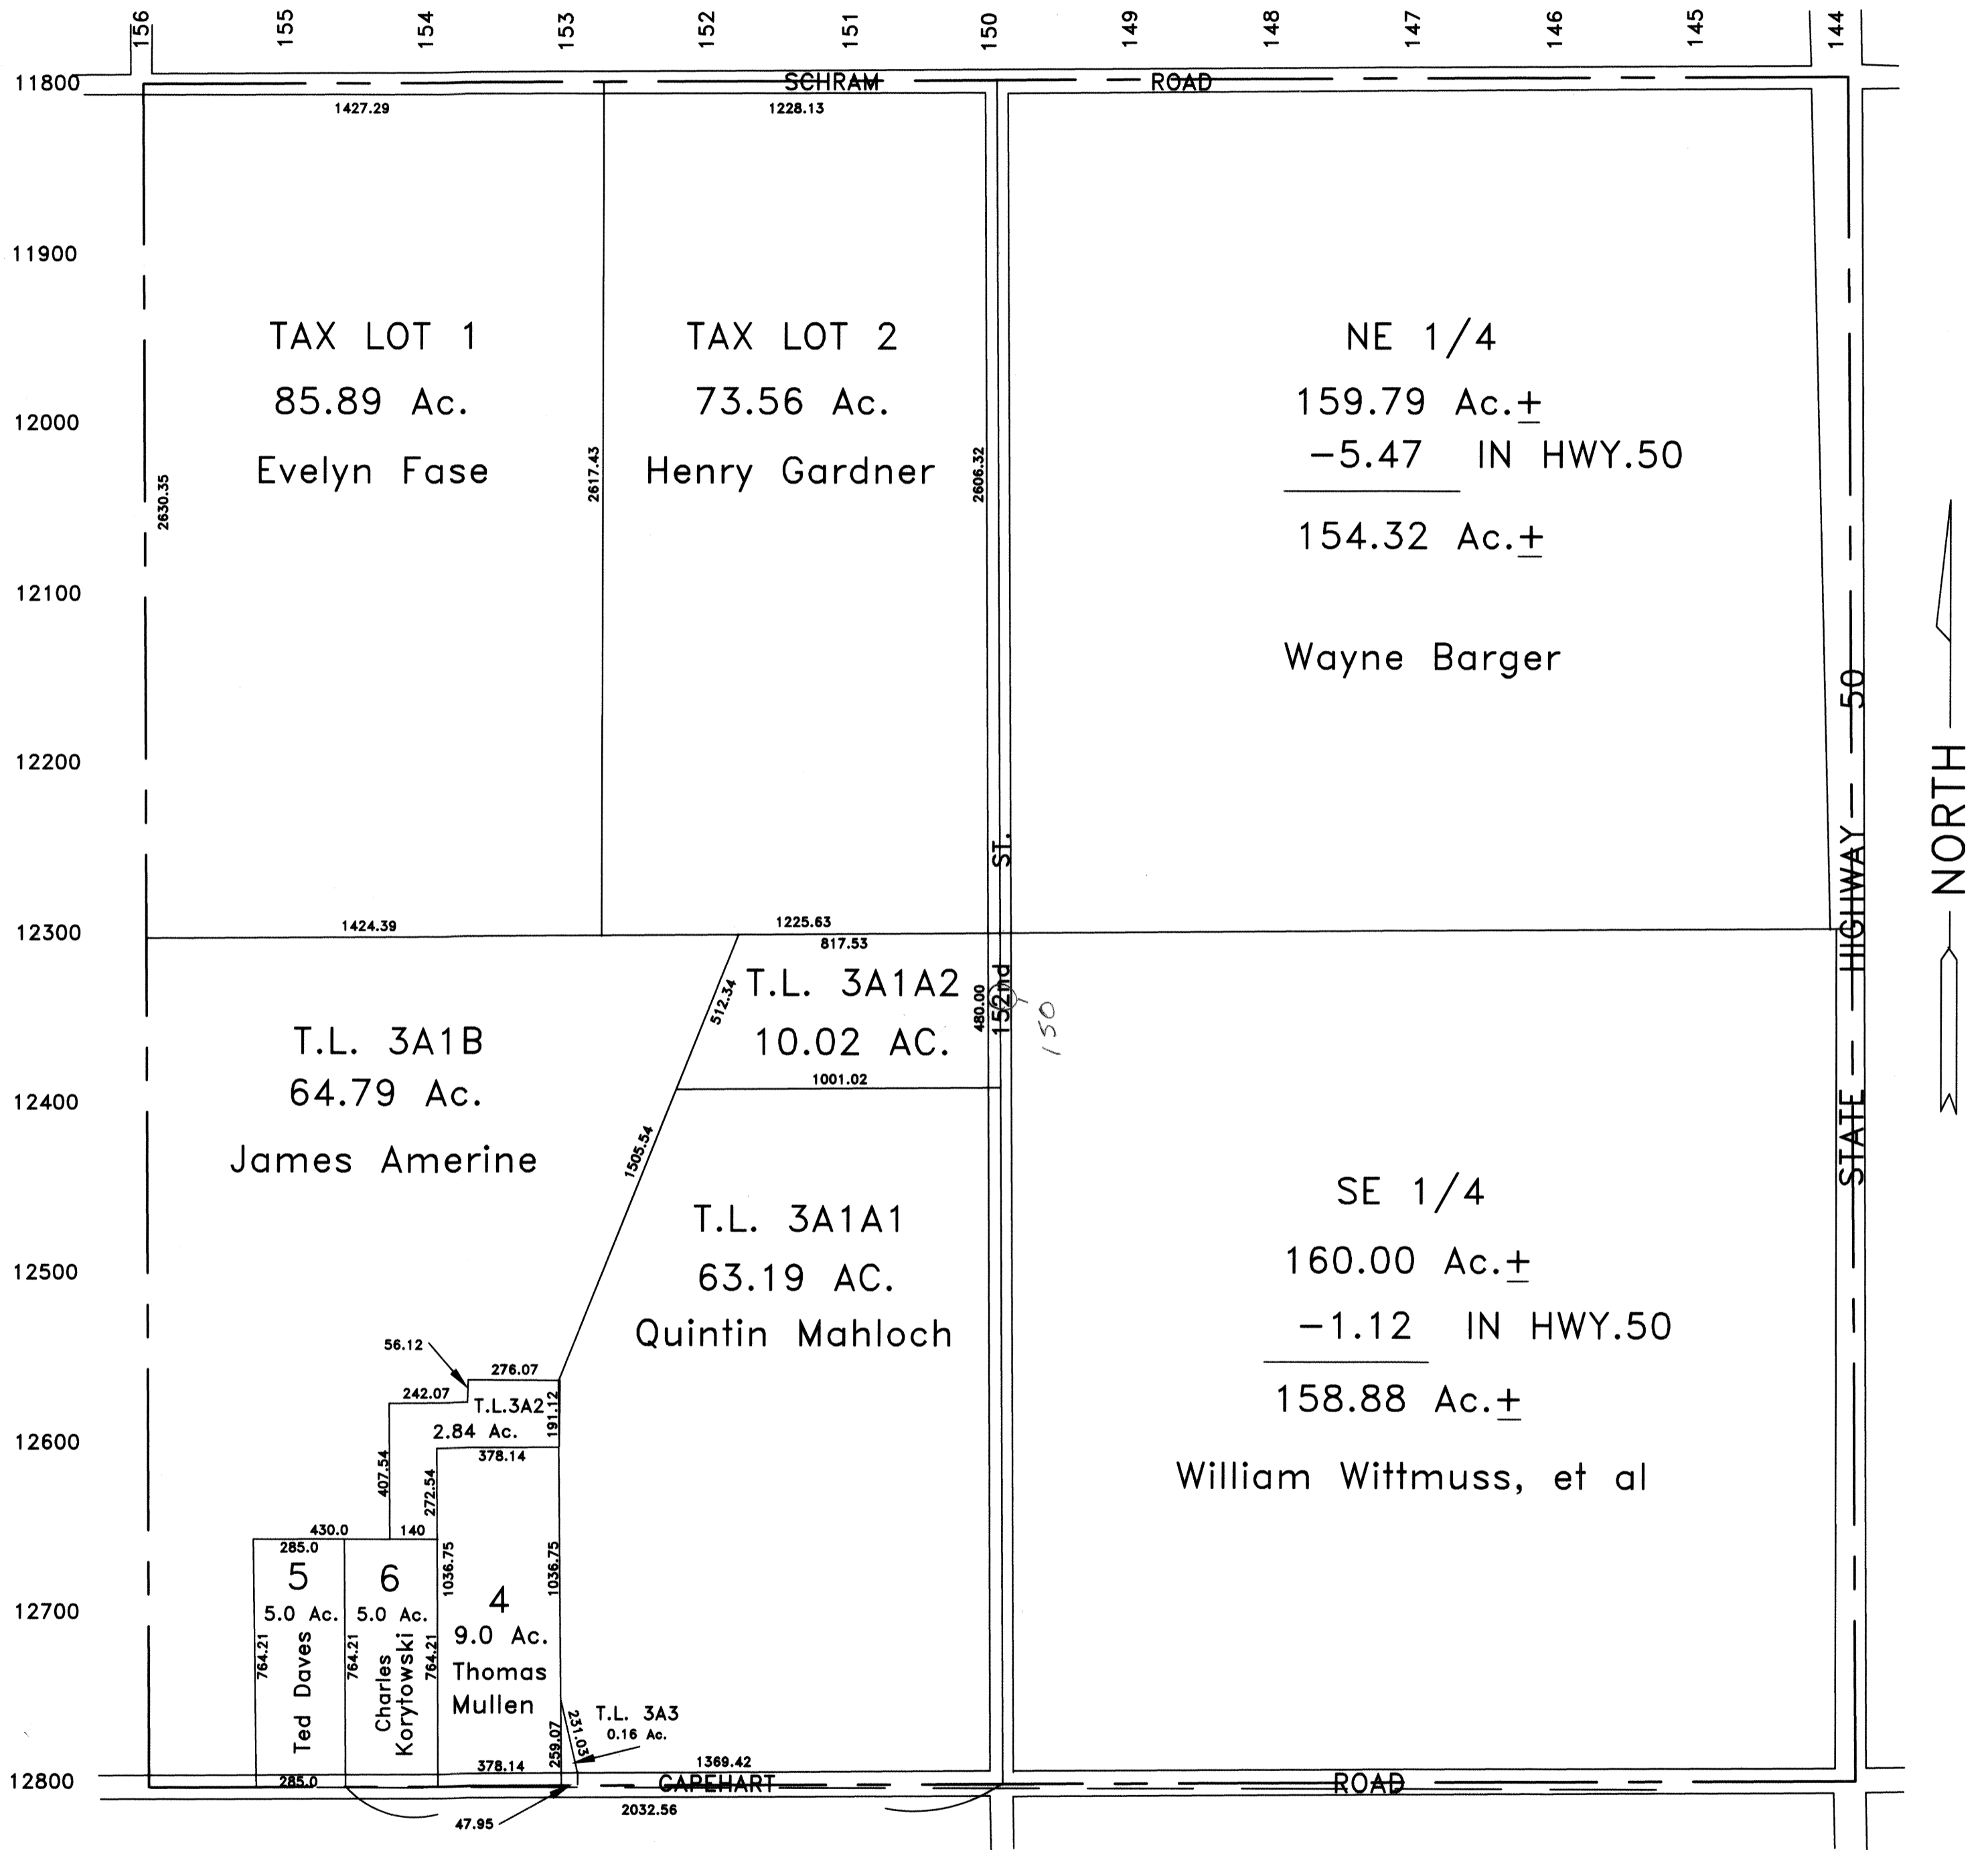 156 155 154 153 152 151 150 149 148 147 146 145 144
11800
SCHRAM ROAD
1427.29
1228.13
11900
TAX LOT 1
85.89 Ac.
Evelyn Fase
TAX LOT 2
73.56 Ac.
Henry Gardner
NE 1/4
159.79 Ac.±
-5.47 IN HWY.50
154.32 Ac.±
Wayne Barger
12000
2630.35
2617.43
2606.32
12100
12200
12300
1424.39
1225.63
817.53
152nd ST.
150
STATE HIGHWAY 50
NORTH
T.L. 3A1A2
10.02 AC.
512.34
480.00
1001.02
T.L. 3A1B
64.79 Ac.
James Amerine
12400
1505.54
T.L. 3A1A1
63.19 AC.
Quintin Mahloch
SE 1/4
160.00 Ac.±
-1.12 IN HWY.50
158.88 Ac.±
William Wittmuss, et al
12500
56.12
276.07
242.07
T.L.3A2
2.84 Ac.
191.12
12600
378.14
407.54
272.54
430.0
140
285.0
5
5.0 Ac.
Ted Daves
764.21
6
5.0 Ac.
Charles
Korytowski
764.21
764.21
1036.75
1036.75
4
9.0 Ac.
Thomas
Mullen
12700
T.L. 3A3
0.16 Ac.
231.03
259.07
378.14
1369.42
12800
285.0
CAPEHART ROAD
47.95
2032.56